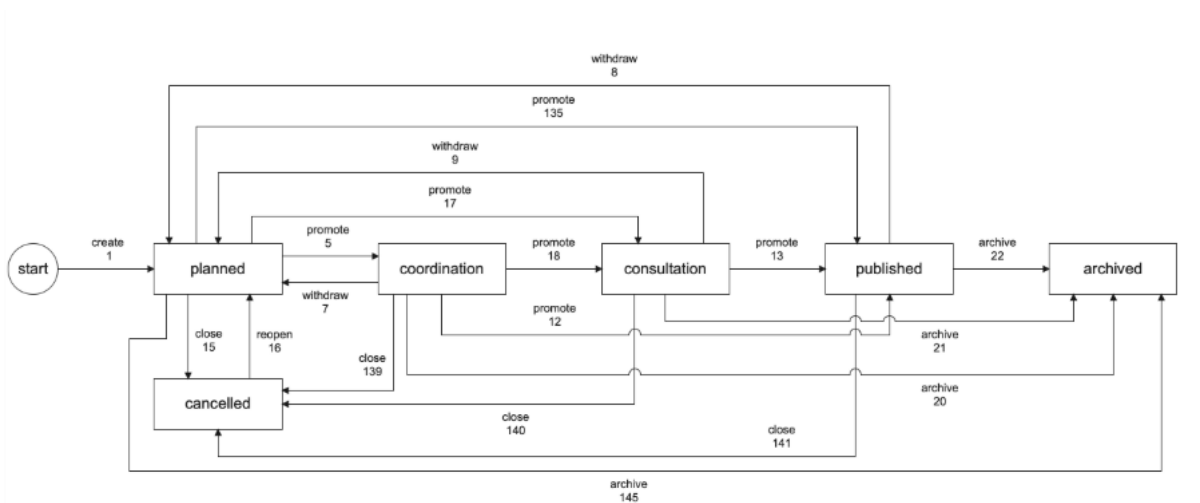 withdraw
8
promote
135
withdraw
9
promote
17
create
1
promote
5
promote
18
promote
13
archive
22
start
planned
coordination
consultation
published
archived
withdraw
7
promote
12
close
15
reopen
16
archive
21
close
139
archive
20
cancelled
close
140
close
141
archive
145